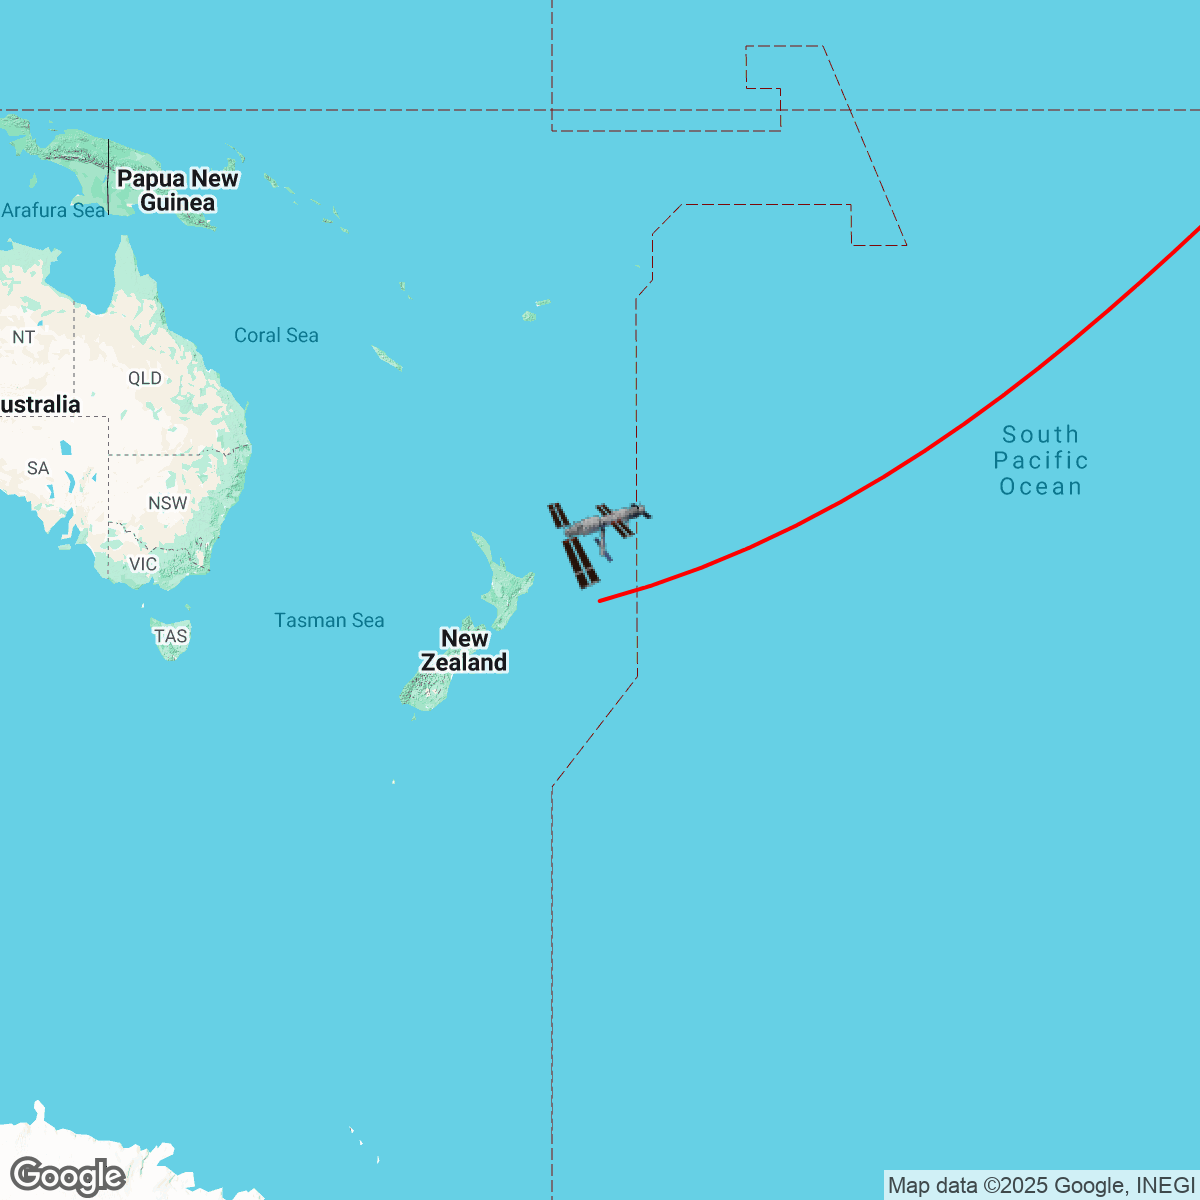 Papua New
Guinea
Arafura Sea
NT
Coral Sea
QLD
ustralia
South
Pacific
Ocean
SA
NSW
VIC
Tasman Sea
TAS
New
Zealand
Google
Map data ©2025 Google, INEGI